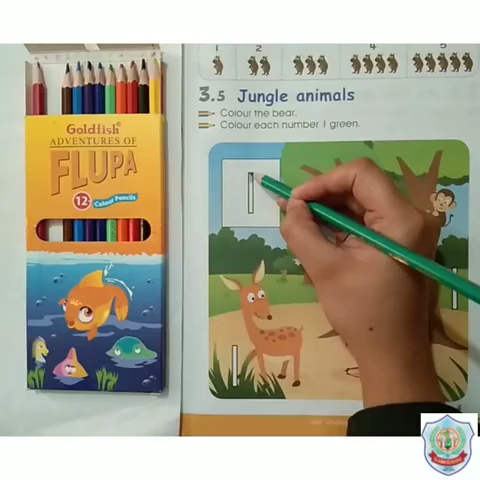 Goldfish®
ADVENTURES OF
FLUPA
12 Colour Pencils
1 2 4 5
3.5 Jungle animals
Colour the bear.
Colour each number 1 green.